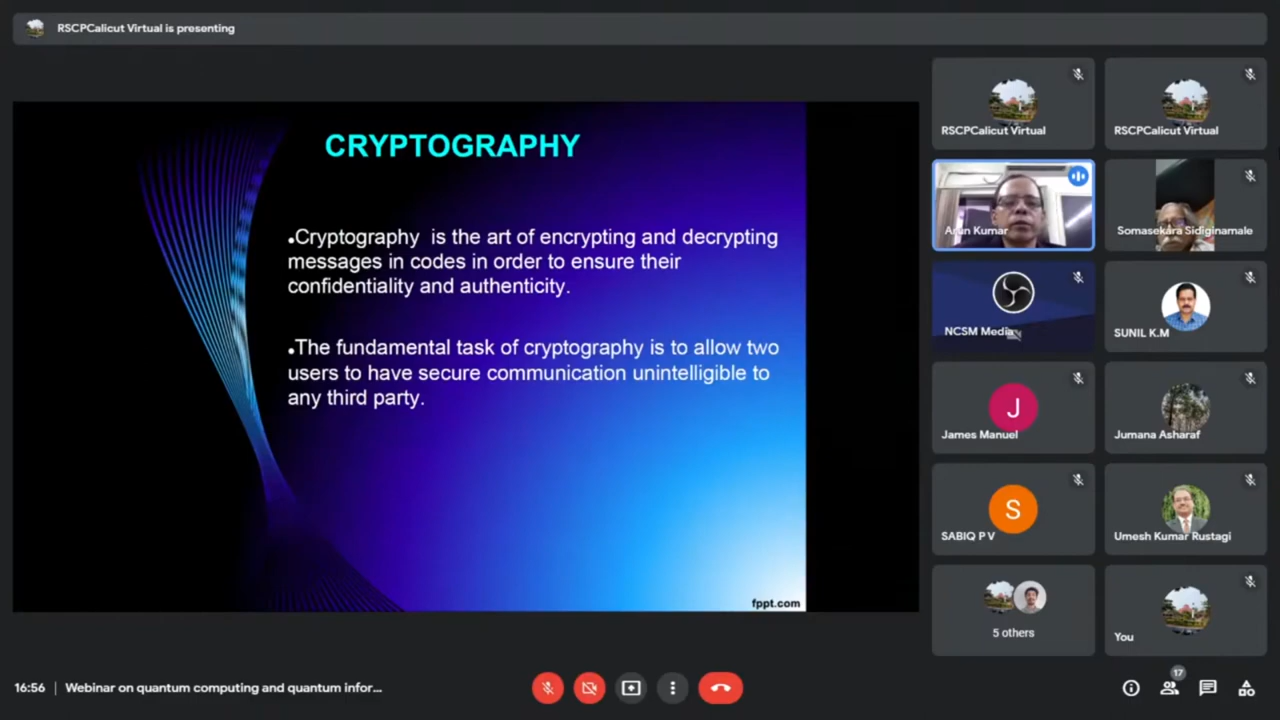 RSCPCalicut Virtual is presenting
CRYPTOGRAPHY
•Cryptography is the art of encrypting and decrypting
messages in codes in order to ensure their
confidentiality and authenticity.
•The fundamental task of cryptography is to allow two
users to have secure communication unintelligible to
any third party.
fppt.com
RSCPCalicut Virtual
RSCPCalicut Virtual
Arun Kumar
Somasekara Sidiginamale
NCSM Media
SUNIL K.M
J
James Manuel
Jumana Asharaf
S
SABIQ P V
Umesh Kumar Rustagi
5 others
You
16:56 | Webinar on quantum computing and quantum infor...
17